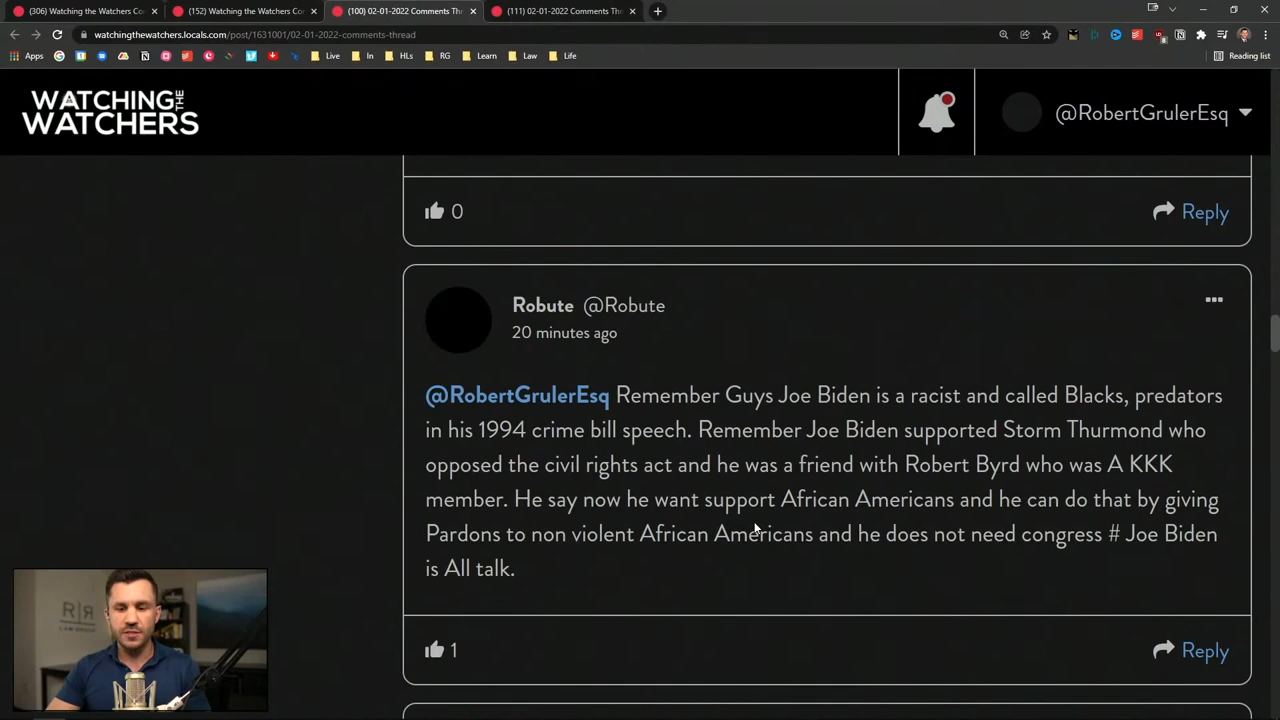 (306) Watching the Watchers Co
(152) Watching the Watchers Co
(100) 02-01-2022 Comments Thr
(111) 02-01-2022 Comments Th
watchingthewatchers.locals.com/post/1631001/02-01-2022-comments-thread
Apps
Live
In
HLs
RG
Learn
Law
Life
Reading list
WATCHING THE
WATCHERS
@RobertGrulerEsq
0
Reply
Robute @Robute
20 minutes ago
@RobertGrulerEsq Remember Guys Joe Biden is a racist and called Blacks, predators
in his 1994 crime bill speech. Remember Joe Biden supported Storm Thurmond who
opposed the civil rights act and he was a friend with Robert Byrd who was A KKK
member. He say now he want support African Americans and he can do that by giving
Pardons to non violent African Americans and he does not need congress # Joe Biden
is All talk.
1
Reply
R|R
LAW GROUP